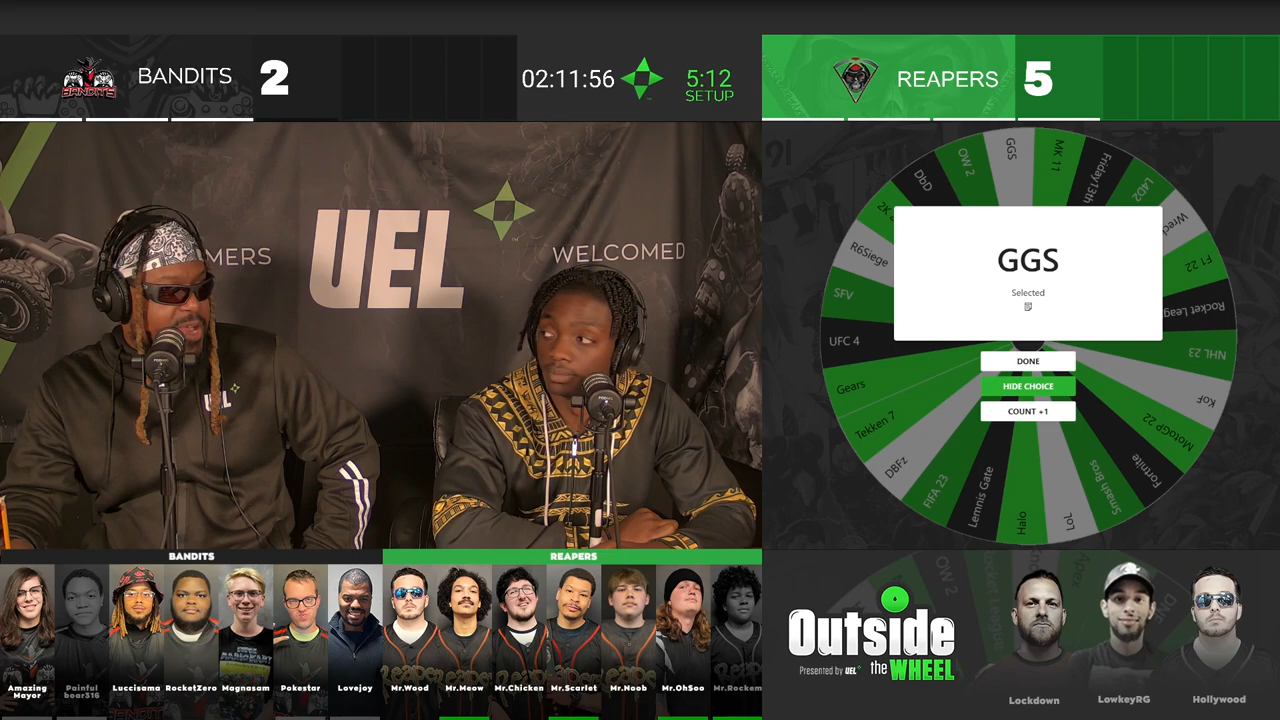 BANDITS 2
02:11:56
5:12
SETUP
REAPERS 5
MERS
UEL
WELCOMED
UEL
GGS
MK 11
Friday13th
L4D2
Wrec
F1 22
Rocket Leag
NHL 23
KoF
MotoGP 22
Fortnite
Smash Bros
LoL
Halo
Lemnis Gate
FIFA 23
DBFz
Tekken 7
Gears
UFC 4
SFV
R6Siege
2K
DbD
OW 2
GGS
Selected
DONE
HIDE CHOICE
COUNT +1
BANDITS
REAPERS
Amazing
Mayor
Painful
boar316
Luccisama
RocketZero
Magnasam
Pokestar
Lovejoy
Mr.Wood
Mr.Meow
Mr.Chicken
Mr.Scarlet
Mr.Noob
Mr.OhSoo
Mr.Rockem
Outside
the WHEEL
Presented by UEL
Lockdown
LowkeyRG
Hollywood